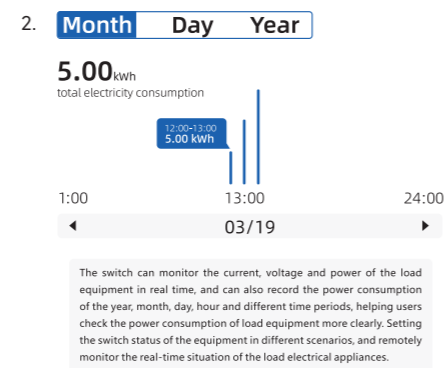 2. Month Day Year
5.00kWh
total electricity consumption
12:00-13:00
5.00 kWh
1:00 13:00 24:00
03/19
The switch can monitor the current, voltage and power of the load
equipment in real time, and can also record the power consumption
of the year, month, day, hour and different time periods, helping users
check the power consumption of load equipment more clearly. Setting
the switch status of the equipment in different scenarios, and remotely
monitor the real-time situation of the load electrical appliances.